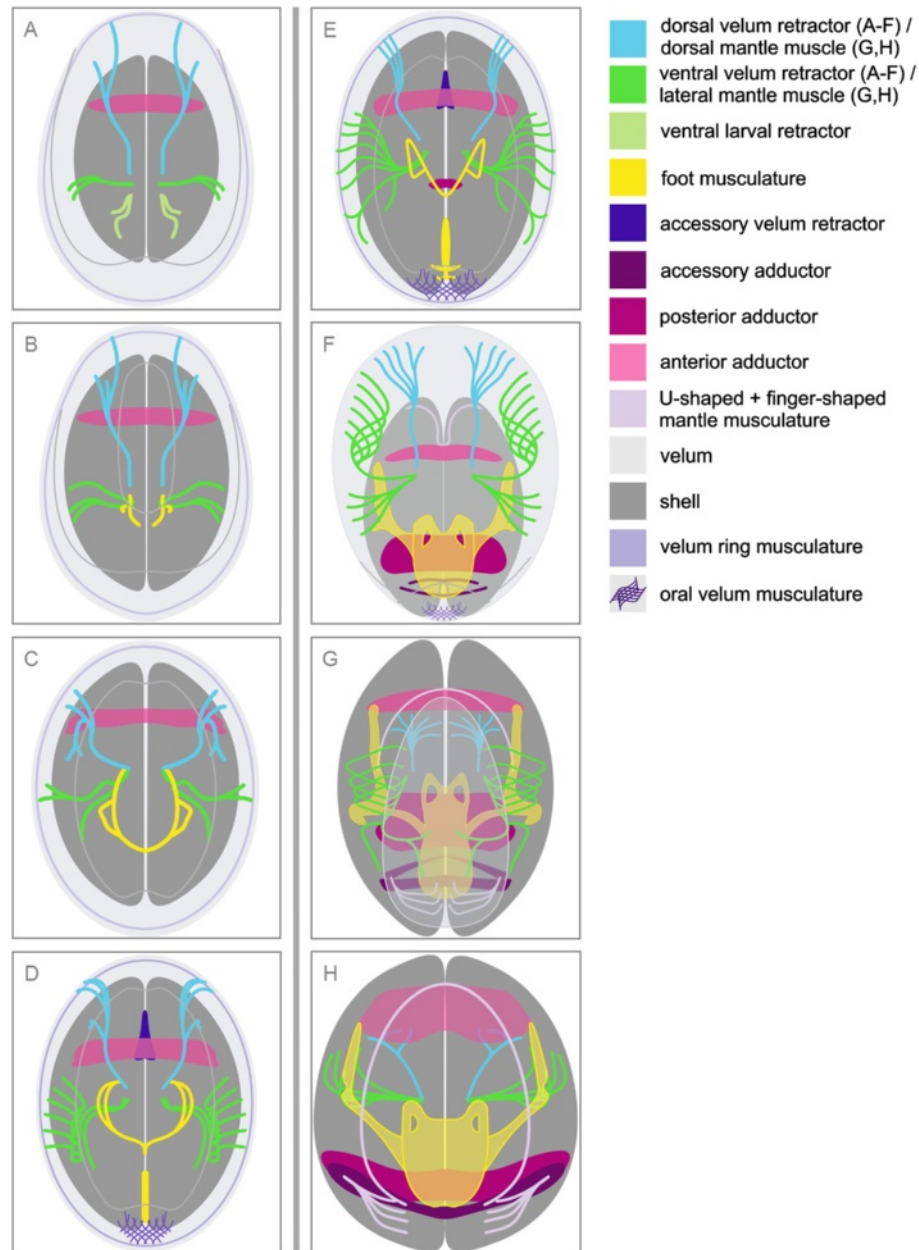 A
B
C
D
E
F
G
H
dorsal velum retractor (A-F) /
dorsal mantle muscle (G,H)
ventral velum retractor (A-F) /
lateral mantle muscle (G,H)
ventral larval retractor
foot musculature
accessory velum retractor
accessory adductor
posterior adductor
anterior adductor
U-shaped + finger-shaped
mantle musculature
velum
shell
velum ring musculature
oral velum musculature